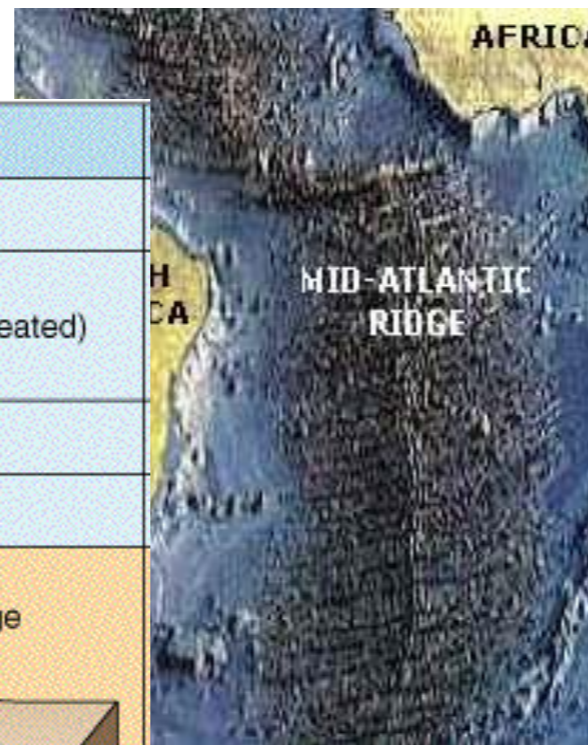 AFRICA
H
CA
MID-ATLANTIC
RIDGE
eated)
ge